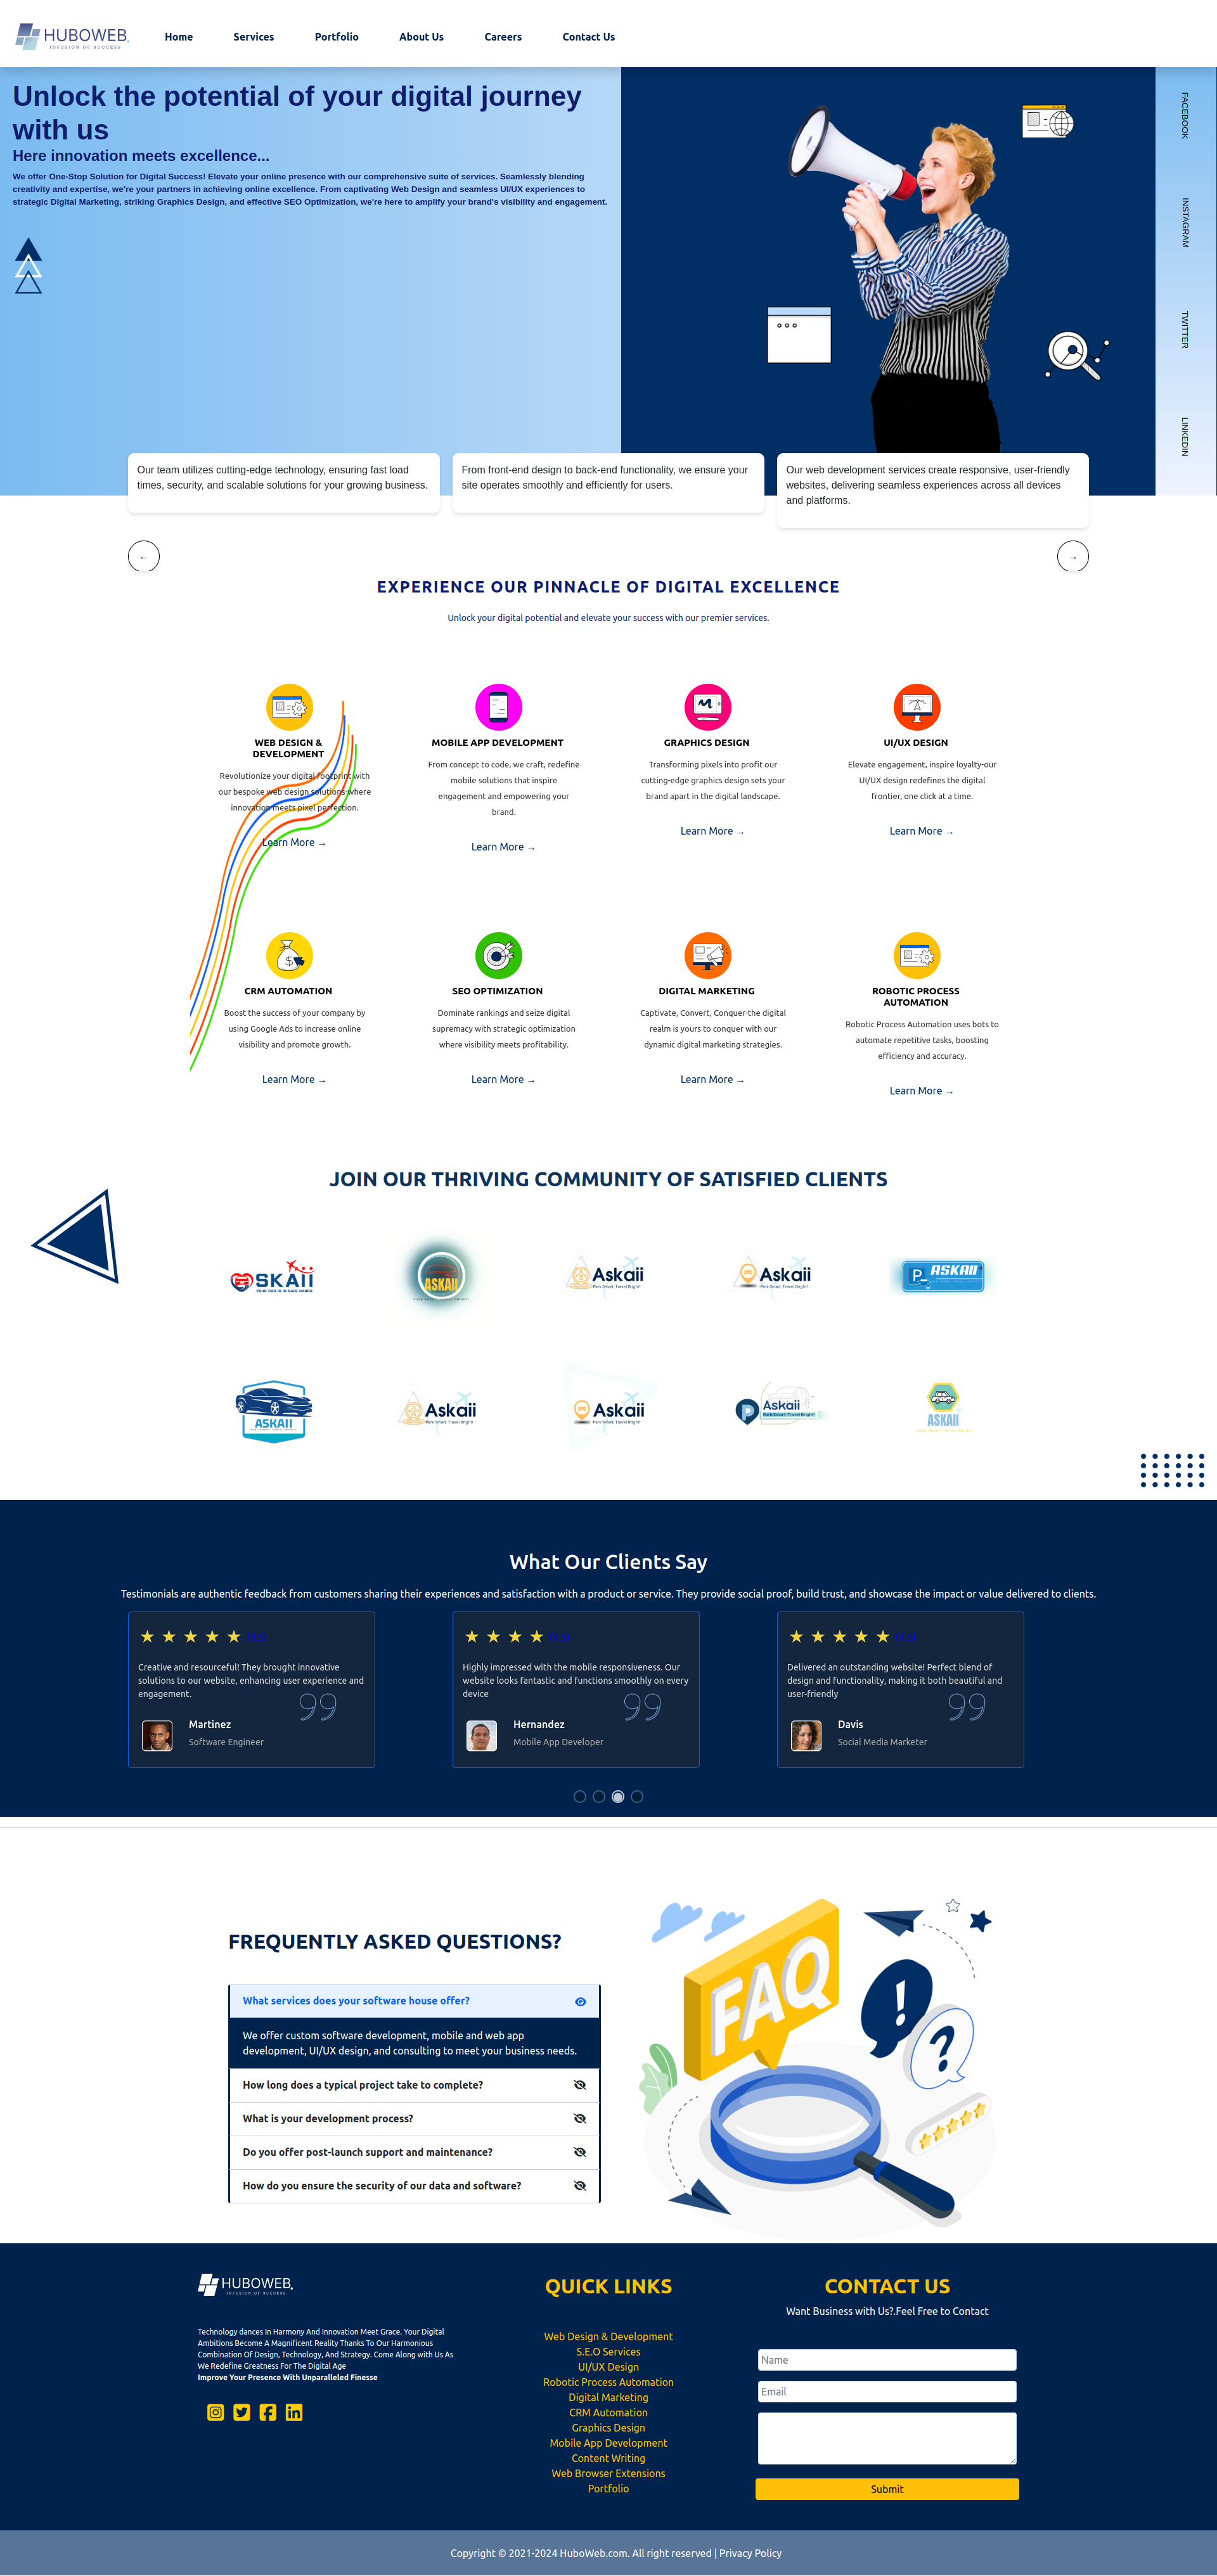 HUBOWEB
INFUSION OF SUCCESS
Home
Services
Portfolio
About Us
Careers
Contact Us
Unlock the potential of your digital journey
with us
Here innovation meets excellence...
We offer One-Stop Solution for Digital Success! Elevate your online presence with our comprehensive suite of services. Seamlessly blending
creativity and expertise, we're your partners in achieving online excellence. From captivating Web Design and seamless UI/UX experiences to
strategic Digital Marketing, striking Graphics Design, and effective SEO Optimization, we're here to amplify your brand's visibility and engagement.
FACEBOOK
INSTAGRAM
TWITTER
LINKEDIN
Our team utilizes cutting-edge technology, ensuring fast load
times, security, and scalable solutions for your growing business.
From front-end design to back-end functionality, we ensure your
site operates smoothly and efficiently for users.
Our web development services create responsive, user-friendly
websites, delivering seamless experiences across all devices
and platforms.
←
→
EXPERIENCE OUR PINNACLE OF DIGITAL EXCELLENCE
Unlock your digital potential and elevate your success with our premier services.
WEB DESIGN &
DEVELOPMENT
Revolutionize your digital footprint with
our bespoke web design solutions-where
innovation meets pixel perfection.
Learn More →
MOBILE APP DEVELOPMENT
From concept to code, we craft, redefine
mobile solutions that inspire
engagement and empowering your
brand.
Learn More →
GRAPHICS DESIGN
Transforming pixels into profit our
cutting-edge graphics design sets your
brand apart in the digital landscape.
Learn More →
UI/UX DESIGN
Elevate engagement, inspire loyalty-our
UI/UX design redefines the digital
frontier, one click at a time.
Learn More →
CRM AUTOMATION
Boost the success of your company by
using Google Ads to increase online
visibility and promote growth.
Learn More →
SEO OPTIMIZATION
Dominate rankings and seize digital
supremacy with strategic optimization
where visibility meets profitability.
Learn More →
DIGITAL MARKETING
Captivate, Convert, Conquer-the digital
realm is yours to conquer with our
dynamic digital marketing strategies.
Learn More →
ROBOTIC PROCESS
AUTOMATION
Robotic Process Automation uses bots to
automate repetitive tasks, boosting
efficiency and accuracy.
Learn More →
JOIN OUR THRIVING COMMUNITY OF SATISFIED CLIENTS
SKAII
YOUR CAR IS IN SAFE HANDS
ASKAII
Askaii
Park Smart, Travel Bright!
Askaii
Park Smart, Travel Bright!
P ASKAII
ASKAII
Askaii
Park Smart, Travel Bright!
Askaii
Park Smart, Travel Bright!
P Askaii
Park Smart, Travel Bright!
ASKAII
What Our Clients Say
Testimonials are authentic feedback from customers sharing their experiences and satisfaction with a product or service. They provide social proof, build trust, and showcase the impact or value delivered to clients.
Creative and resourceful! They brought innovative
solutions to our website, enhancing user experience and
engagement.
Martinez
Software Engineer
Highly impressed with the mobile responsiveness. Our
website looks fantastic and functions smoothly on every
device
Hernandez
Mobile App Developer
Delivered an outstanding website! Perfect blend of
design and functionality, making it both beautiful and
user-friendly
Davis
Social Media Marketer
FREQUENTLY ASKED QUESTIONS?
What services does your software house offer?
We offer custom software development, mobile and web app
development, UI/UX design, and consulting to meet your business needs.
How long does a typical project take to complete?
What is your development process?
Do you offer post-launch support and maintenance?
How do you ensure the security of our data and software?
FAQ
!
?
HUBOWEB
INFUSION OF SUCCESS
Technology dances In Harmony And Innovation Meet Grace. Your Digital
Ambitions Become A Magnificent Reality Thanks To Our Harmonious
Combination Of Design, Technology, And Strategy. Come Along with Us As
We Redefine Greatness For The Digital Age
Improve Your Presence With Unparalleled Finesse
QUICK LINKS
Web Design & Development
S.E.O Services
UI/UX Design
Robotic Process Automation
Digital Marketing
CRM Automation
Graphics Design
Mobile App Development
Content Writing
Web Browser Extensions
Portfolio
CONTACT US
Want Business with Us?.Feel Free to Contact
Name
Email
Submit
Copyright © 2021-2024 HuboWeb.com. All right reserved | Privacy Policy